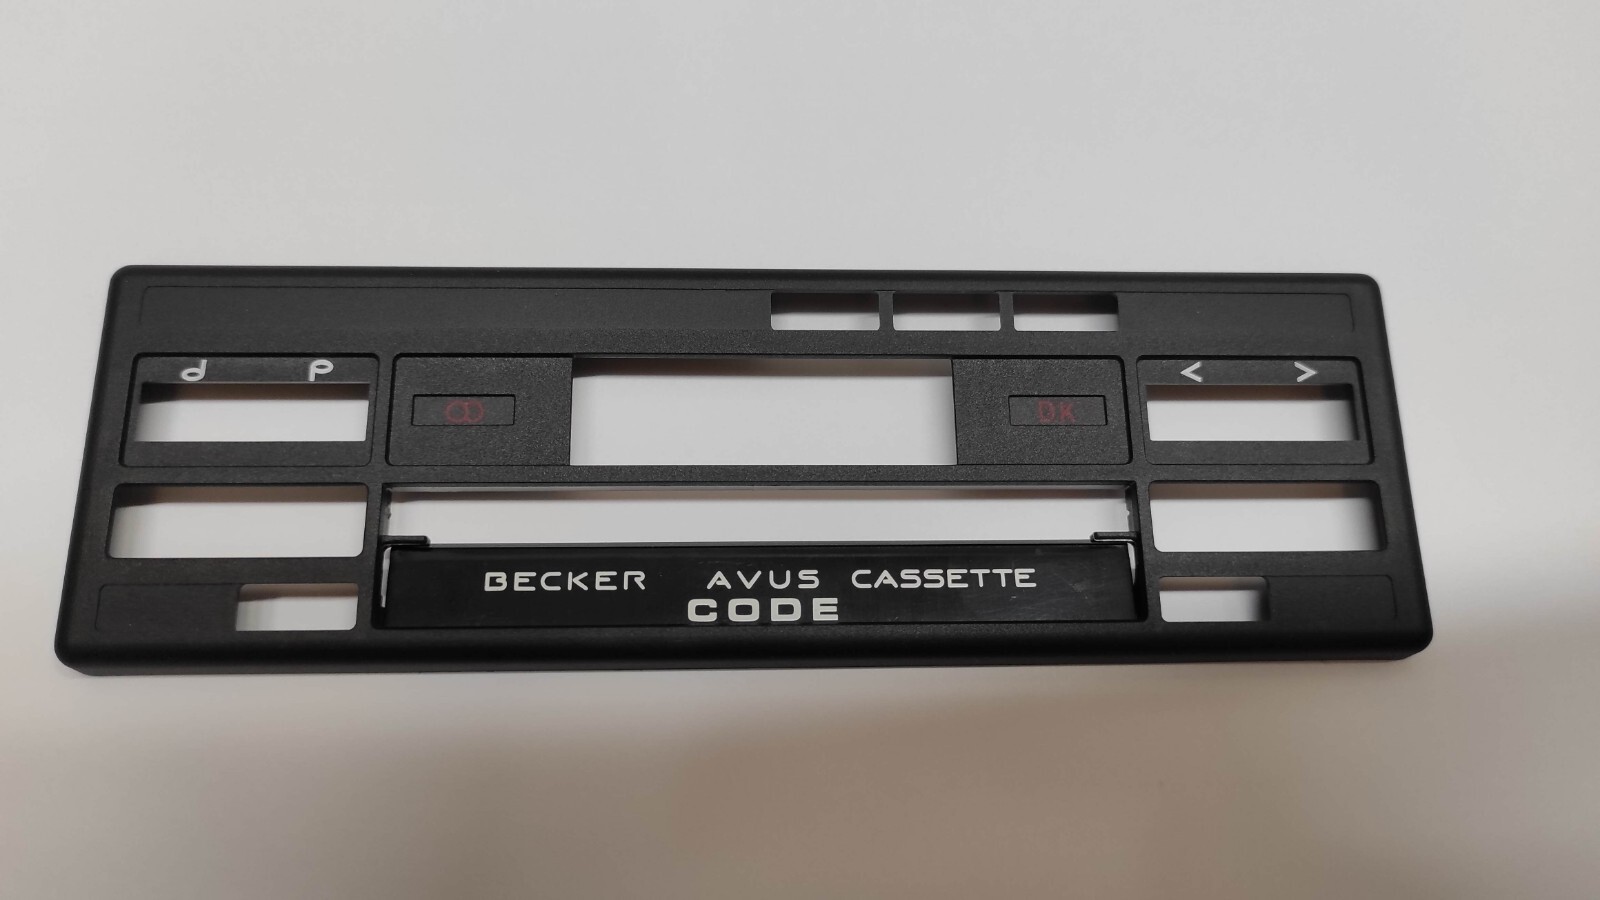 d p
< >
DK
BECKER AVUS CASSETTE
CODE